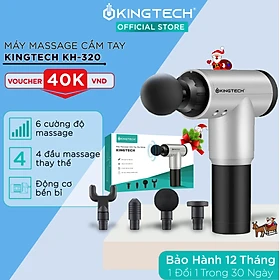 KINGTECH
OFFICIAL STORE
MÁY MASSAGE CẦM TAY
KINGTECH KH-320
VOUCHER 40K VND
6 cường độ
massage
4 4 đầu massage
thay thế
Động cơ
bền bỉ
KINGTECH
Bảo Hành 12 Tháng
1 Đổi 1 Trong 30 Ngày